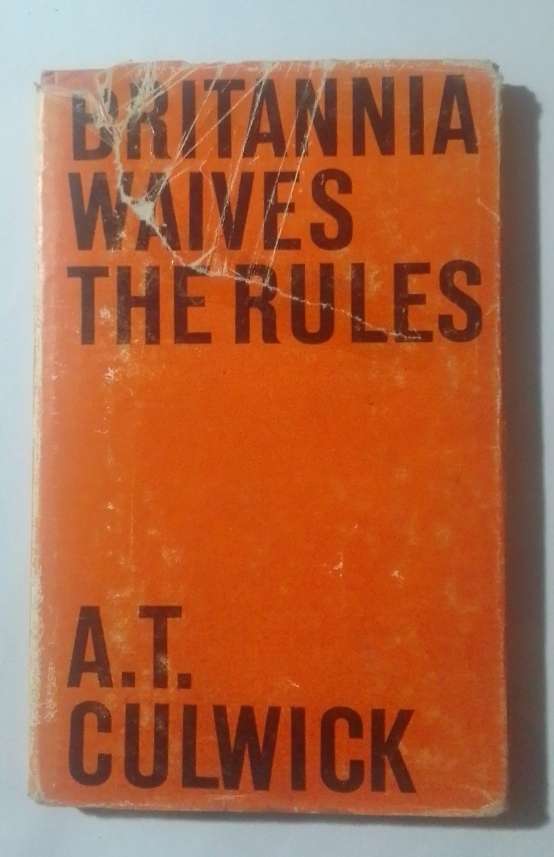 BRITANNIA
WAIVES
THE RULES
A.T.
CULWICK